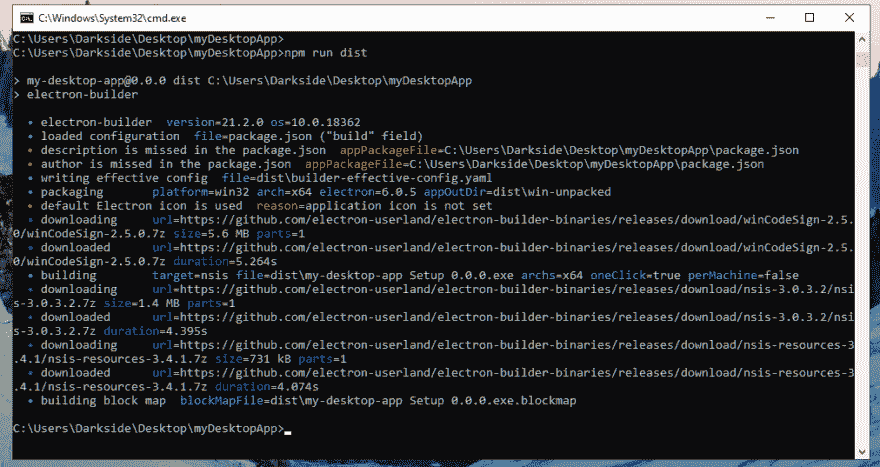 C:\Windows\System32\cmd.exe
C:\Users\Darkside\Desktop\myDesktopApp>
C:\Users\Darkside\Desktop\myDesktopApp>npm run dist
> my-desktop-app@0.0.0 dist C:\Users\Darkside\Desktop\myDesktopApp
> electron-builder
• electron-builder  version=21.2.0 os=10.0.18362
• loaded configuration  file=package.json ("build" field)
• description is missed in the package.json  appPackageFile=C:\Users\Darkside\Desktop\myDesktopApp\package.json
• author is missed in the package.json  appPackageFile=C:\Users\Darkside\Desktop\myDesktopApp\package.json
• writing effective config  file=dist\builder-effective-config.yaml
• packaging       platform=win32 arch=x64 electron=6.0.5 appOutDir=dist\win-unpacked
• default Electron icon is used  reason=application icon is not set
• downloading     url=https://github.com/electron-userland/electron-builder-binaries/releases/download/winCodeSign-2.5.
0/winCodeSign-2.5.0.7z size=5.6 MB parts=1
• downloaded      url=https://github.com/electron-userland/electron-builder-binaries/releases/download/winCodeSign-2.5.
0/winCodeSign-2.5.0.7z duration=5.264s
• building        target=nsis file=dist\my-desktop-app Setup 0.0.0.exe archs=x64 oneClick=true perMachine=false
• downloading     url=https://github.com/electron-userland/electron-builder-binaries/releases/download/nsis-3.0.3.2/nsi
s-3.0.3.2.7z size=1.4 MB parts=1
• downloaded      url=https://github.com/electron-userland/electron-builder-binaries/releases/download/nsis-3.0.3.2/nsi
s-3.0.3.2.7z duration=4.395s
• downloading     url=https://github.com/electron-userland/electron-builder-binaries/releases/download/nsis-resources-3
.4.1/nsis-resources-3.4.1.7z size=731 kB parts=1
• downloaded      url=https://github.com/electron-userland/electron-builder-binaries/releases/download/nsis-resources-3
.4.1/nsis-resources-3.4.1.7z duration=4.074s
• building block map  blockMapFile=dist\my-desktop-app Setup 0.0.0.exe.blockmap
C:\Users\Darkside\Desktop\myDesktopApp>